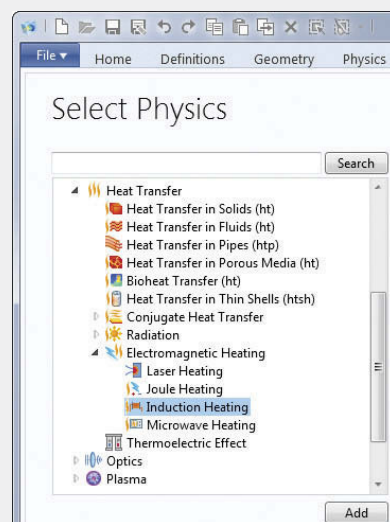 File Home Definitions Geometry Physics
Select Physics
Search
Heat Transfer
Heat Transfer in Solids (ht)
Heat Transfer in Fluids (ht)
Heat Transfer in Pipes (htp)
Heat Transfer in Porous Media (ht)
Bioheat Transfer (ht)
Heat Transfer in Thin Shells (htsh)
Conjugate Heat Transfer
Radiation
Electromagnetic Heating
Laser Heating
Joule Heating
Induction Heating
Microwave Heating
Thermoelectric Effect
Optics
Plasma
Add